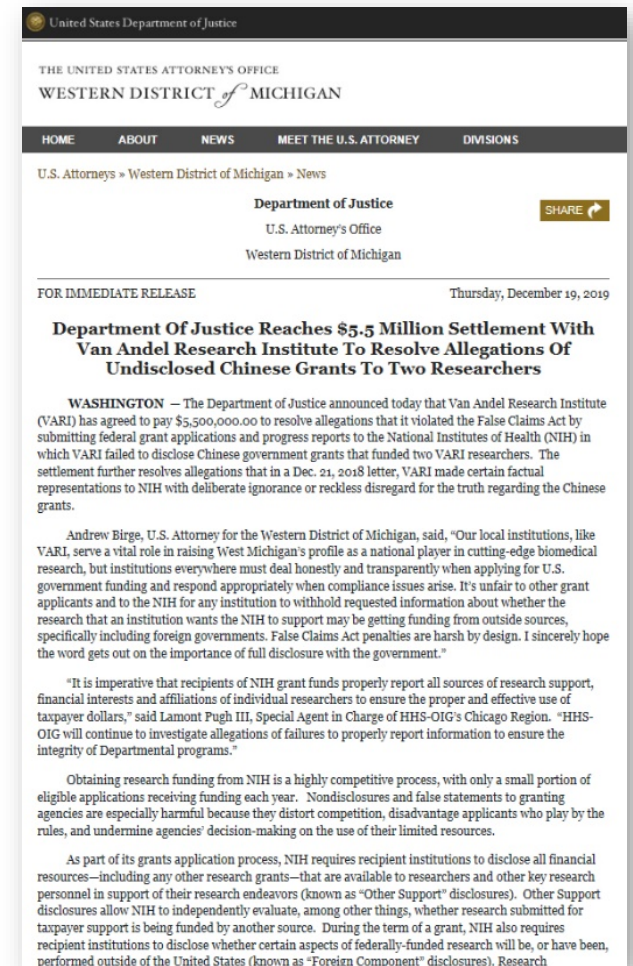 United States Department of Justice
THE UNITED STATES ATTORNEY'S OFFICE
WESTERN DISTRICT of MICHIGAN
HOME ABOUT NEWS MEET THE U.S. ATTORNEY DIVISIONS
U.S. Attorneys » Western District of Michigan » News
Department of Justice
SHARE
U.S. Attorney's Office
Western District of Michigan
FOR IMMEDIATE RELEASE Thursday, December 19, 2019
Department Of Justice Reaches $5.5 Million Settlement With
Van Andel Research Institute To Resolve Allegations Of
Undisclosed Chinese Grants To Two Researchers
WASHINGTON — The Department of Justice announced today that Van Andel Research Institute
(VARI) has agreed to pay $5,500,000.00 to resolve allegations that it violated the False Claims Act by
submitting federal grant applications and progress reports to the National Institutes of Health (NIH) in
which VARI failed to disclose Chinese government grants that funded two VARI researchers. The
settlement further resolves allegations that in a Dec. 21, 2018 letter, VARI made certain factual
representations to NIH with deliberate ignorance or reckless disregard for the truth regarding the Chinese
grants.
Andrew Birge, U.S. Attorney for the Western District of Michigan, said, “Our local institutions, like
VARI, serve a vital role in raising West Michigan’s profile as a national player in cutting-edge biomedical
research, but institutions everywhere must deal honestly and transparently when applying for U.S.
government funding and respond appropriately when compliance issues arise. It’s unfair to other grant
applicants and to the NIH for any institution to withhold requested information about whether the
research that an institution wants the NIH to support may be getting funding from outside sources,
specifically including foreign governments. False Claims Act penalties are harsh by design. I sincerely hope
the word gets out on the importance of full disclosure with the government.”
“It is imperative that recipients of NIH grant funds properly report all sources of research support,
financial interests and affiliations of individual researchers to ensure the proper and effective use of
taxpayer dollars,” said Lamont Pugh III, Special Agent in Charge of HHS-OIG’s Chicago Region. “HHS-
OIG will continue to investigate allegations of failures to properly report information to ensure the
integrity of Departmental programs.”
Obtaining research funding from NIH is a highly competitive process, with only a small portion of
eligible applications receiving funding each year. Nondisclosures and false statements to granting
agencies are especially harmful because they distort competition, disadvantage applicants who play by the
rules, and undermine agencies’ decision-making on the use of their limited resources.
As part of its grants application process, NIH requires recipient institutions to disclose all financial
resources—including any other research grants—that are available to researchers and other key research
personnel in support of their research endeavors (known as “Other Support” disclosures). Other Support
disclosures allow NIH to independently evaluate, among other things, whether research submitted for
taxpayer support is being funded by another source. During the term of a grant, NIH also requires
recipient institutions to disclose whether certain aspects of federally-funded research will be, or have been,
performed outside of the United States (known as “Foreign Component” disclosures). Research